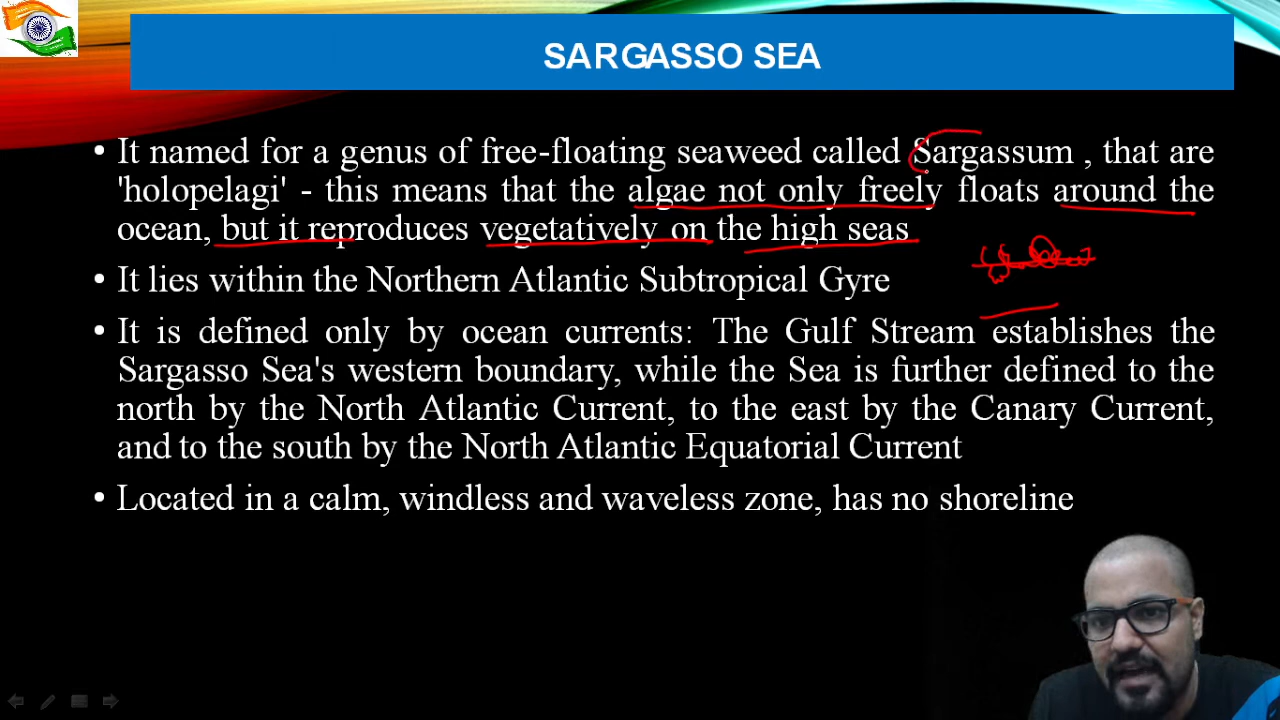 SARGASSO SEA
• It named for a genus of free-floating seaweed called Sargassum , that are
'holopelagi' - this means that the algae not only freely floats around the
ocean, but it reproduces vegetatively on the high seas
• It lies within the Northern Atlantic Subtropical Gyre
• It is defined only by ocean currents: The Gulf Stream establishes the
Sargasso Sea's western boundary, while the Sea is further defined to the
north by the North Atlantic Current, to the east by the Canary Current,
and to the south by the North Atlantic Equatorial Current
• Located in a calm, windless and waveless zone, has no shoreline